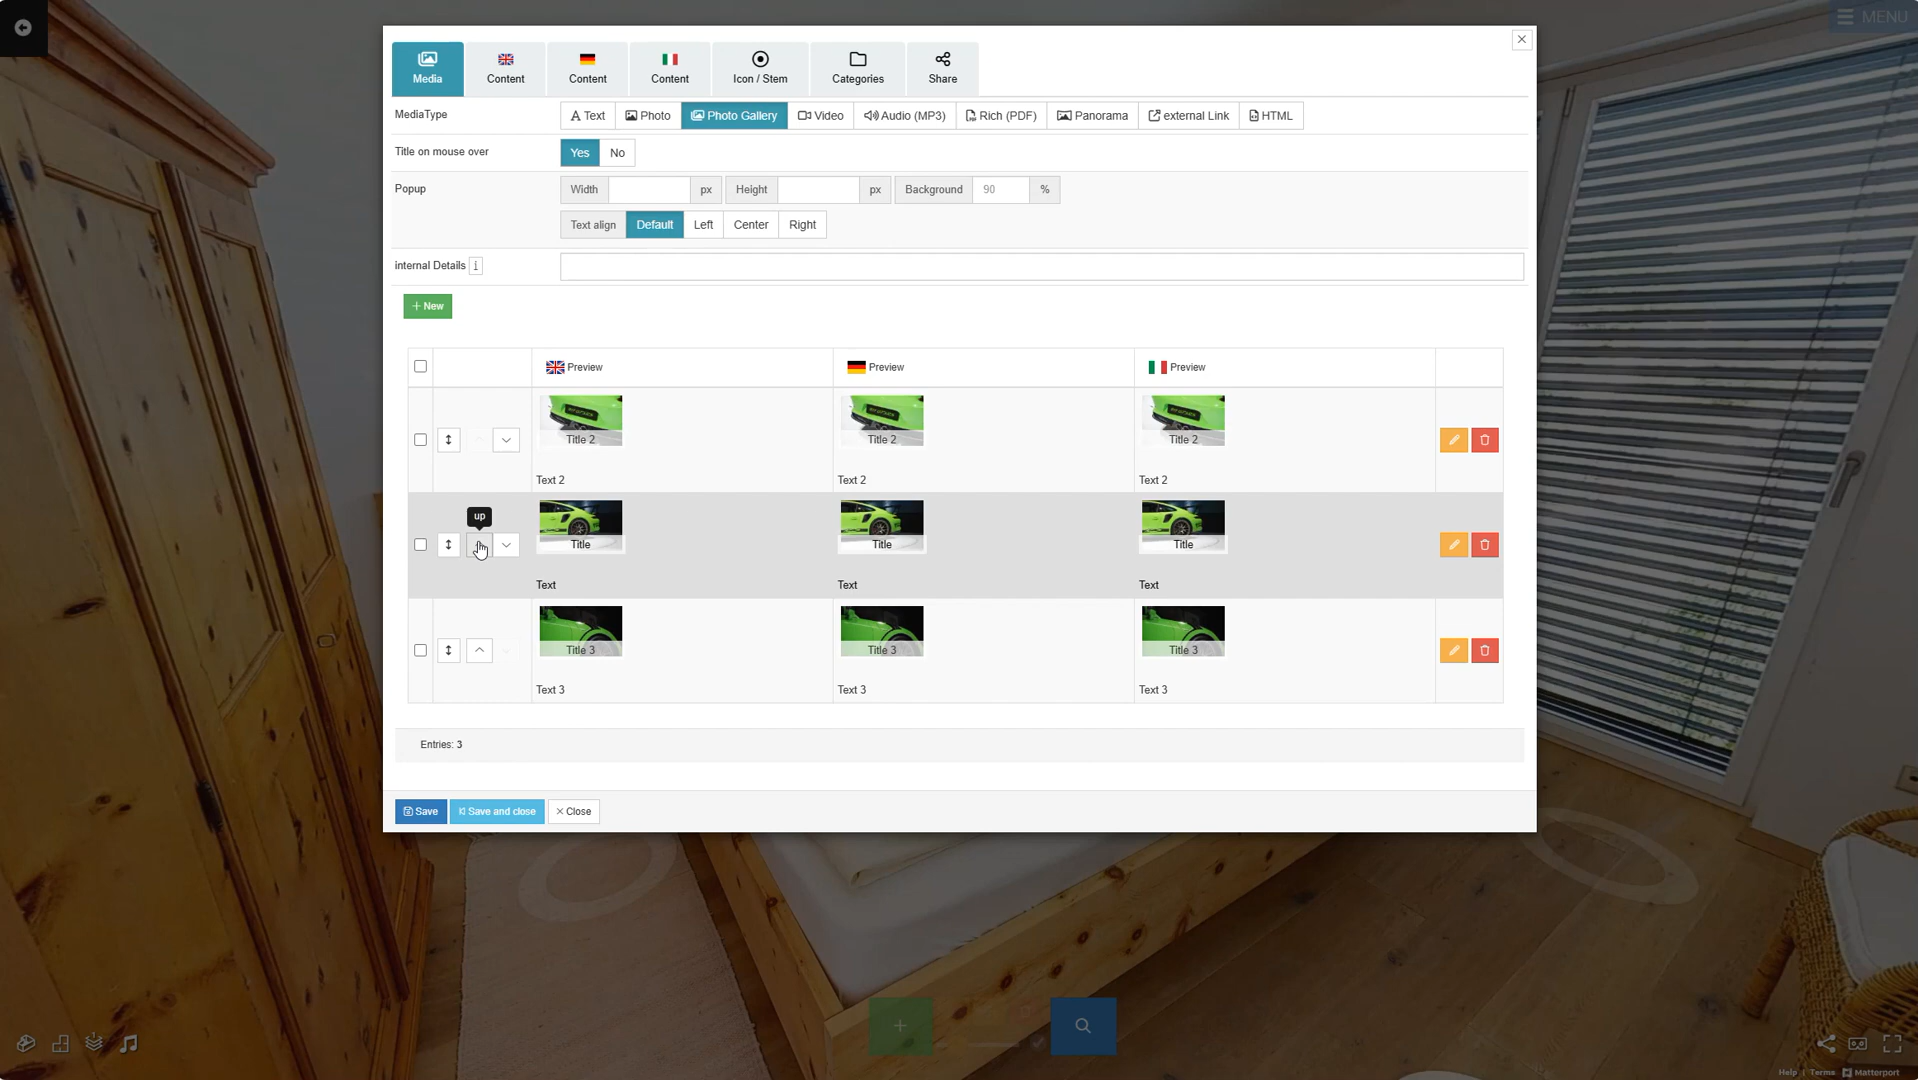 MENU
Media
Content
Content
Content
Icon / Stem
Categories
Share
MediaType
A Text
Photo
Photo Gallery
Video
Audio (MP3)
Rich (PDF)
Panorama
external Link
HTML
Title on mouse over
Yes
No
Popup
Width
px
Height
px
Background
90
%
Text align
Default
Left
Center
Right
internal Details
i
+ New
Preview
Preview
Preview
Title 2
Title 2
Title 2
Text 2
Text 2
Text 2
up
Title
Title
Title
Text
Text
Text
Title 3
Title 3
Title 3
Text 3
Text 3
Text 3
Entries: 3
Save
Save and close
Close
Help | Terms
Matterport